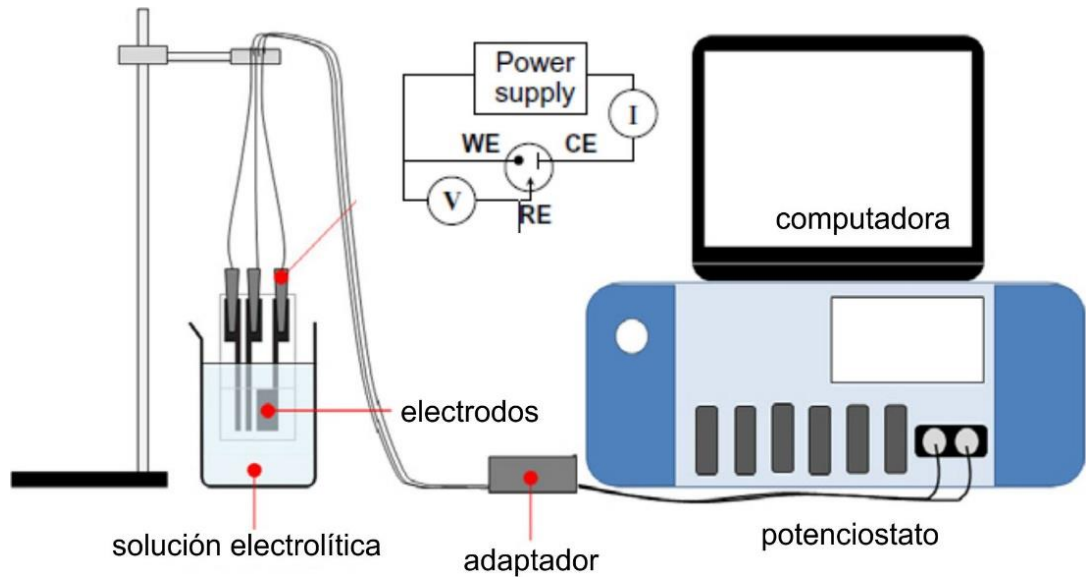 Power
supply
I
WE
CE
V
RE
computadora
electrodos
solución electrolítica
adaptador
potenciostato